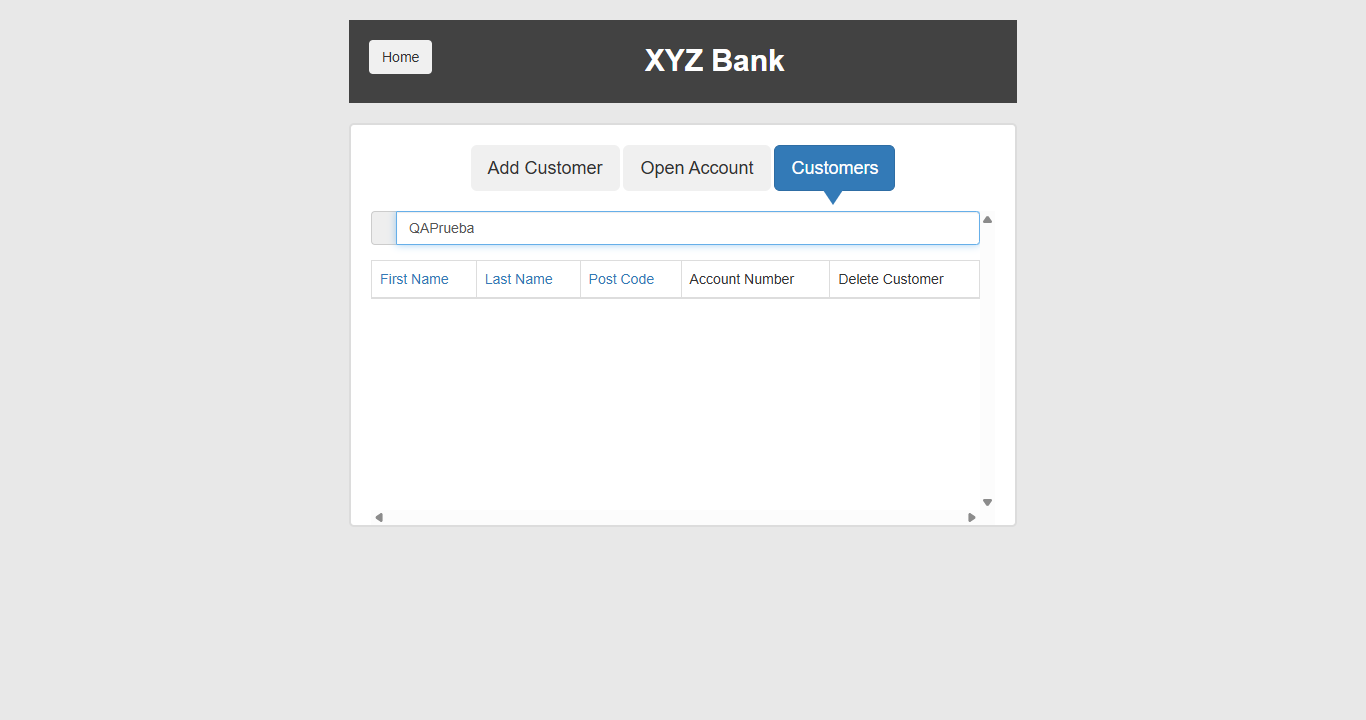 Home
XYZ Bank
Add Customer Open Account Customers
QAPrueba
First Name Last Name Post Code Account Number Delete Customer